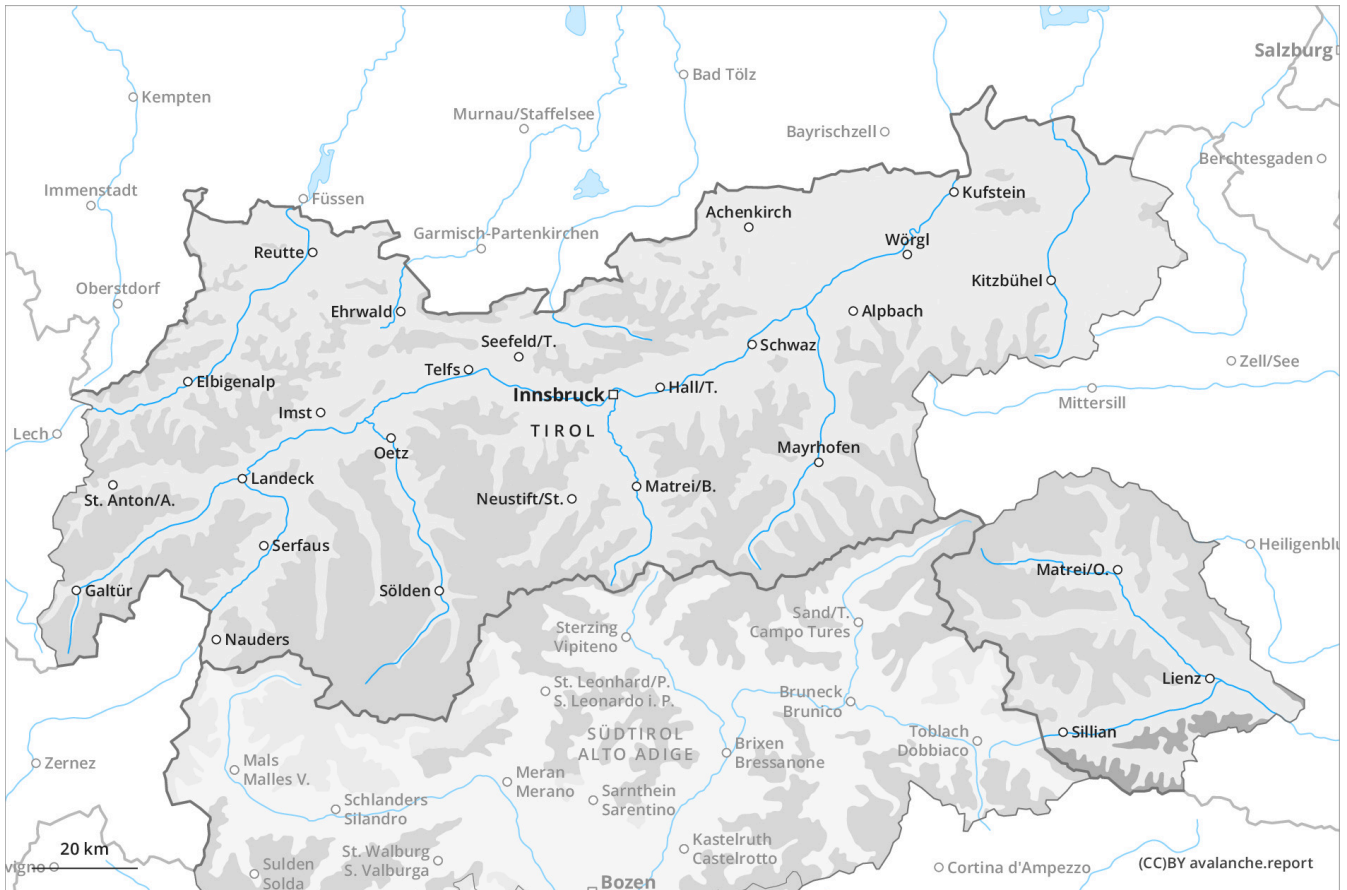 Salzburg
Bad Tölz
Kempten
Murnau/Staffelsee
Bayrischzell
Berchtesgaden
Immenstadt
Füssen
Kufstein
Achenkirch
Garmisch-Partenkirchen
Wörgl
Reutte
Kitzbühel
Oberstdorf
Ehrwald
Alpbach
Seefeld/T.
Schwaz
Zell/See
Telfs
Elbigenalp
Hall/T.
Innsbruck
Mittersill
Imst
TIROL
Lech
Oetz
Mayrhofen
Landeck
Matrei/B.
St. Anton/A.
Neustift/St.
Serfaus
Heiligenblu
Matrei/O.
Galtür
Sölden
Sand/T.
Campo Tures
Sterzing
Vipiteno
Nauders
Lienz
St. Leonhard/P.
S. Leonardo i. P.
Bruneck
Brunico
SÜDTIROL
ALTO ADIGE
Toblach
Dobbiaco
Sillian
Brixen
Bressanone
Zernez
Mals
Malles V.
Meran
Merano
Sarnthein
Sarentino
Schlanders
Silandro
Kastelruth
Castelrotto
20 km
St. Walburg
S. Valburga
vigno
Sulden
Solda
Cortina d'Ampezzo
(CC)BY avalanche.report
Bozen